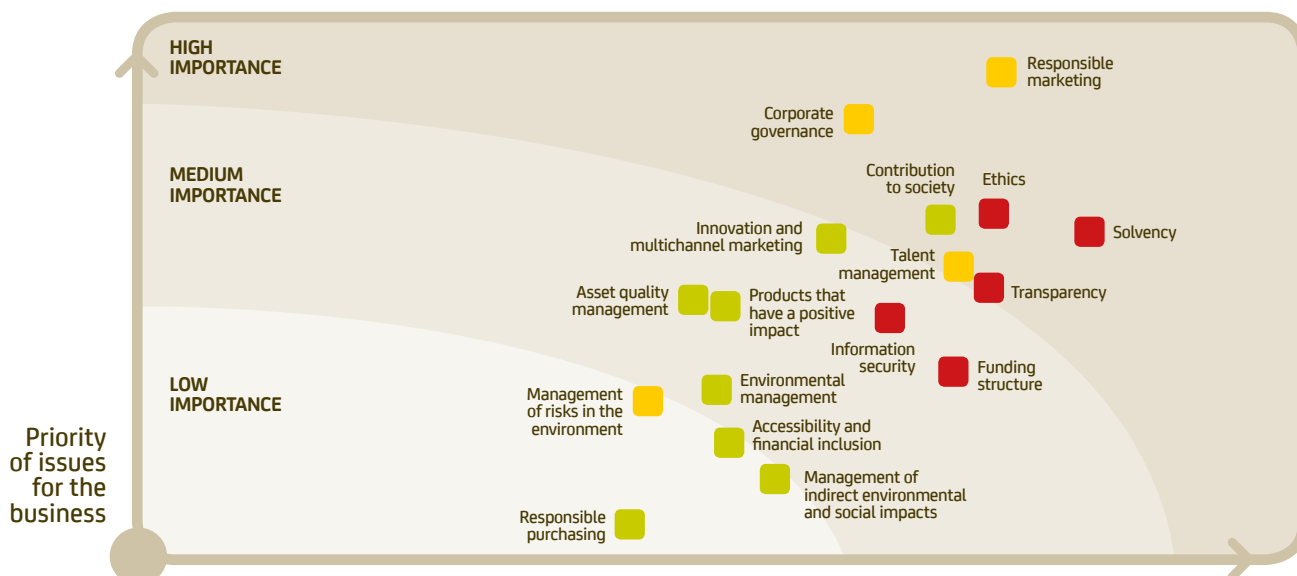 HIGH
IMPORTANCE
Responsible
marketing
Corporate
governance
MEDIUM
IMPORTANCE
Contribution
to society
Ethics
Innovation and
multichannel marketing
Solvency
Talent
management
Asset quality
management
Products that
have a positive
impact
Transparency
Information
security
Funding
structure
LOW
IMPORTANCE
Management
of risks in the
environment
Environmental
management
Accessibility and
financial inclusion
Priority
of issues
for the
business
Management of
indirect environmental
and social impacts
Responsible
purchasing